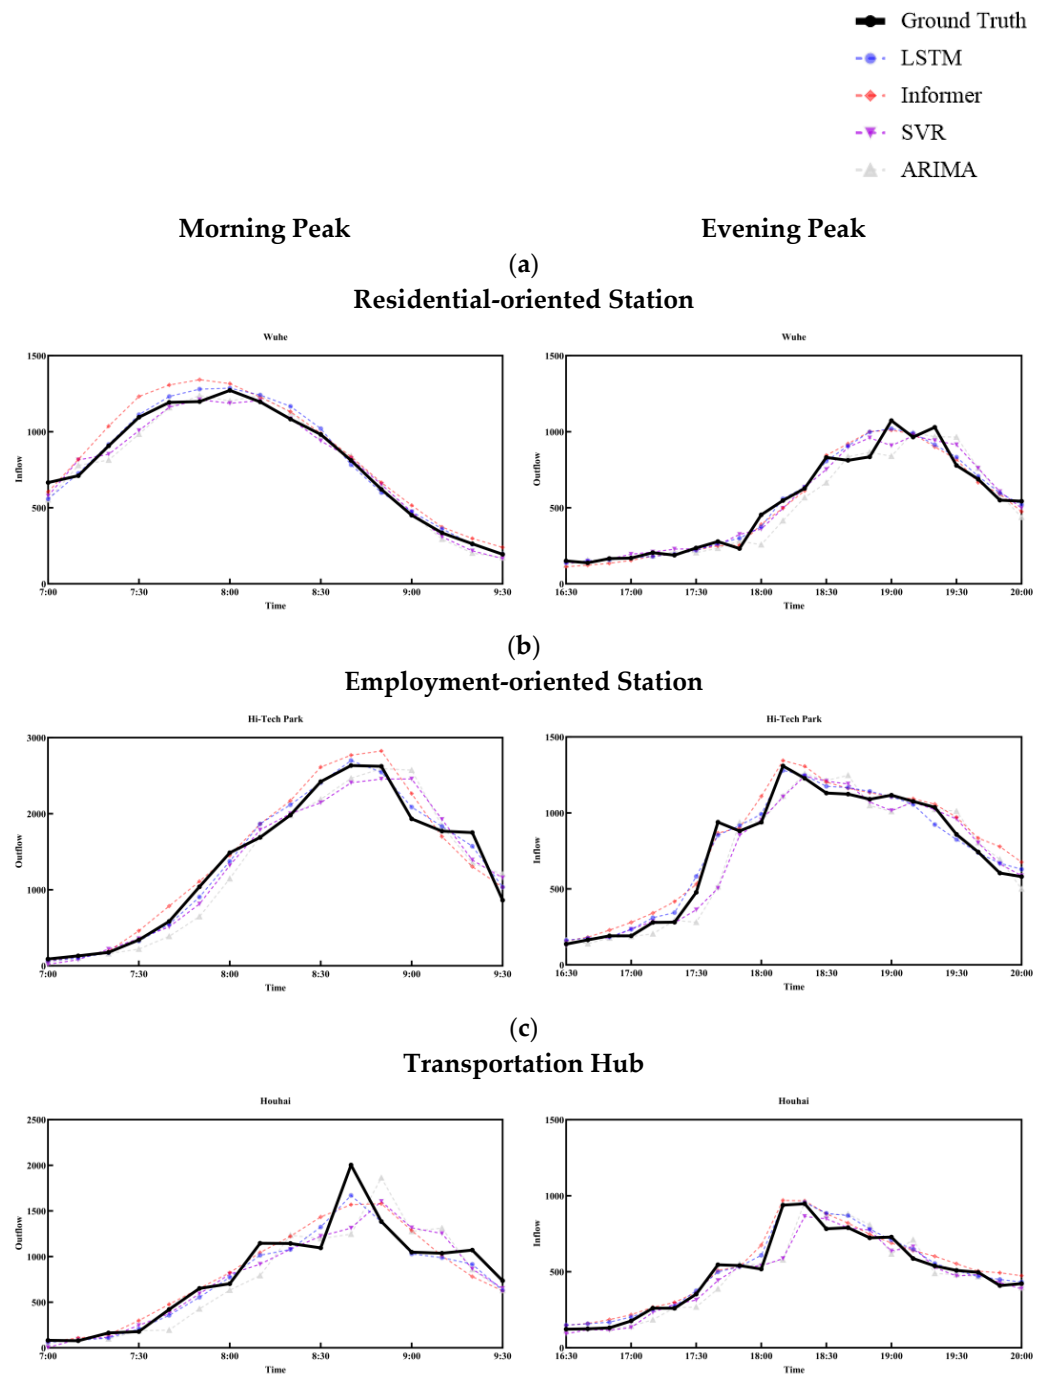 Ground Truth
LSTM
Informer
SVR
ARIMA
Morning Peak Evening Peak
(a)
Residential-oriented Station
Wuhe
1500
1000
500
0
Inflow
7:00 7:30 8:00 8:30 9:00 9:30
Time
Wuhe
1500
1000
500
0
Outflow
16:30 17:00 17:30 18:00 18:30 19:00 19:30 20:00
Time
(b)
Employment-oriented Station
Hi-Tech Park
3000
2000
1000
0
Outflow
7:00 7:30 8:00 8:30 9:00 9:30
Time
Hi-Tech Park
1500
1000
500
0
Inflow
16:30 17:00 17:30 18:00 18:30 19:00 19:30 20:00
Time
(c)
Transportation Hub
Houhai
2500
2000
1500
1000
500
0
Outflow
7:00 7:30 8:00 8:30 9:00 9:30
Time
Houhai
1500
1000
500
0
Inflow
16:30 17:00 17:30 18:00 18:30 19:00 19:30 20:00
Time